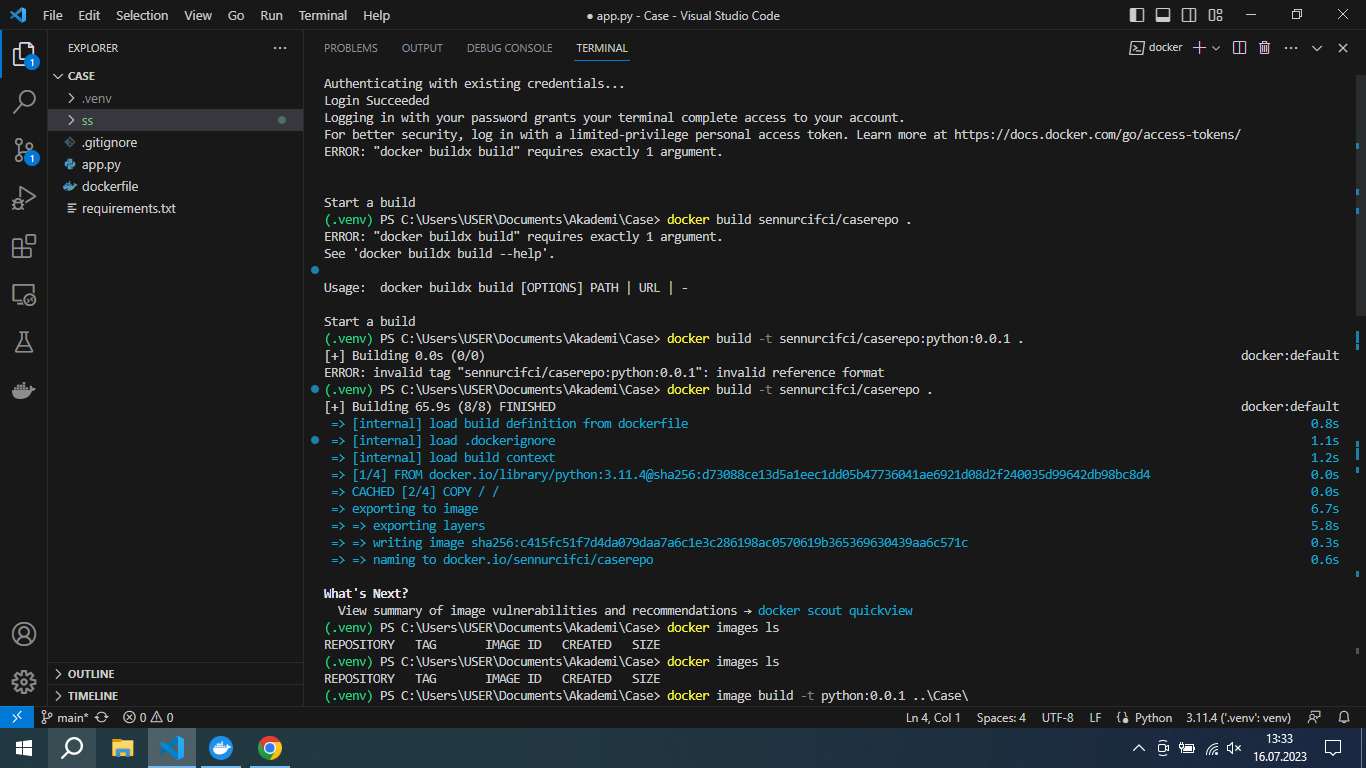 File Edit Selection View Go Run Terminal Help
● app.py - Case - Visual Studio Code
EXPLORER
CASE
.venv
ss
.gitignore
app.py
dockerfile
requirements.txt
OUTLINE
TIMELINE
1
1
PROBLEMS OUTPUT DEBUG CONSOLE TERMINAL
docker
Authenticating with existing credentials...
Login Succeeded
Logging in with your password grants your terminal complete access to your account.
For better security, log in with a limited-privilege personal access token. Learn more at https://docs.docker.com/go/access-tokens/
ERROR: "docker buildx build" requires exactly 1 argument.
Start a build
(.venv) PS C:\Users\USER\Documents\Akademi\Case> docker build sennurcifci/caserepo .
ERROR: "docker buildx build" requires exactly 1 argument.
See 'docker buildx build --help'.
Usage:  docker buildx build [OPTIONS] PATH | URL | -
Start a build
(.venv) PS C:\Users\USER\Documents\Akademi\Case> docker build -t sennurcifci/caserepo:python:0.0.1 .
[+] Building 0.0s (0/0) docker:default
ERROR: invalid tag "sennurcifci/caserepo:python:0.0.1": invalid reference format
(.venv) PS C:\Users\USER\Documents\Akademi\Case> docker build -t sennurcifci/caserepo .
[+] Building 65.9s (8/8) FINISHED docker:default
=> [internal] load build definition from dockerfile 0.8s
=> [internal] load .dockerignore 1.1s
=> [internal] load build context 1.2s
=> [1/4] FROM docker.io/library/python:3.11.4@sha256:d73088ce13d5a1eec1dd05b47736041ae6921d08d2f240035d99642db98bc8d4 0.0s
=> CACHED [2/4] COPY / / 0.0s
=> exporting to image 6.7s
=> => exporting layers 5.8s
=> => writing image sha256:c415fc51f7d4da079daa7a6c1e3c286198ac0570619b365369630439aa6c571c 0.3s
=> => naming to docker.io/sennurcifci/caserepo 0.6s
What's Next?
View summary of image vulnerabilities and recommendations → docker scout quickview
(.venv) PS C:\Users\USER\Documents\Akademi\Case> docker images ls
REPOSITORY   TAG       IMAGE ID   CREATED   SIZE
(.venv) PS C:\Users\USER\Documents\Akademi\Case> docker images ls
REPOSITORY   TAG       IMAGE ID   CREATED   SIZE
(.venv) PS C:\Users\USER\Documents\Akademi\Case> docker image build -t python:0.0.1 ..\Case\
main* 0 0 Ln 4, Col 1 Spaces: 4 UTF-8 LF Python 3.11.4 ('.venv': venv)
13:33
16.07.2023